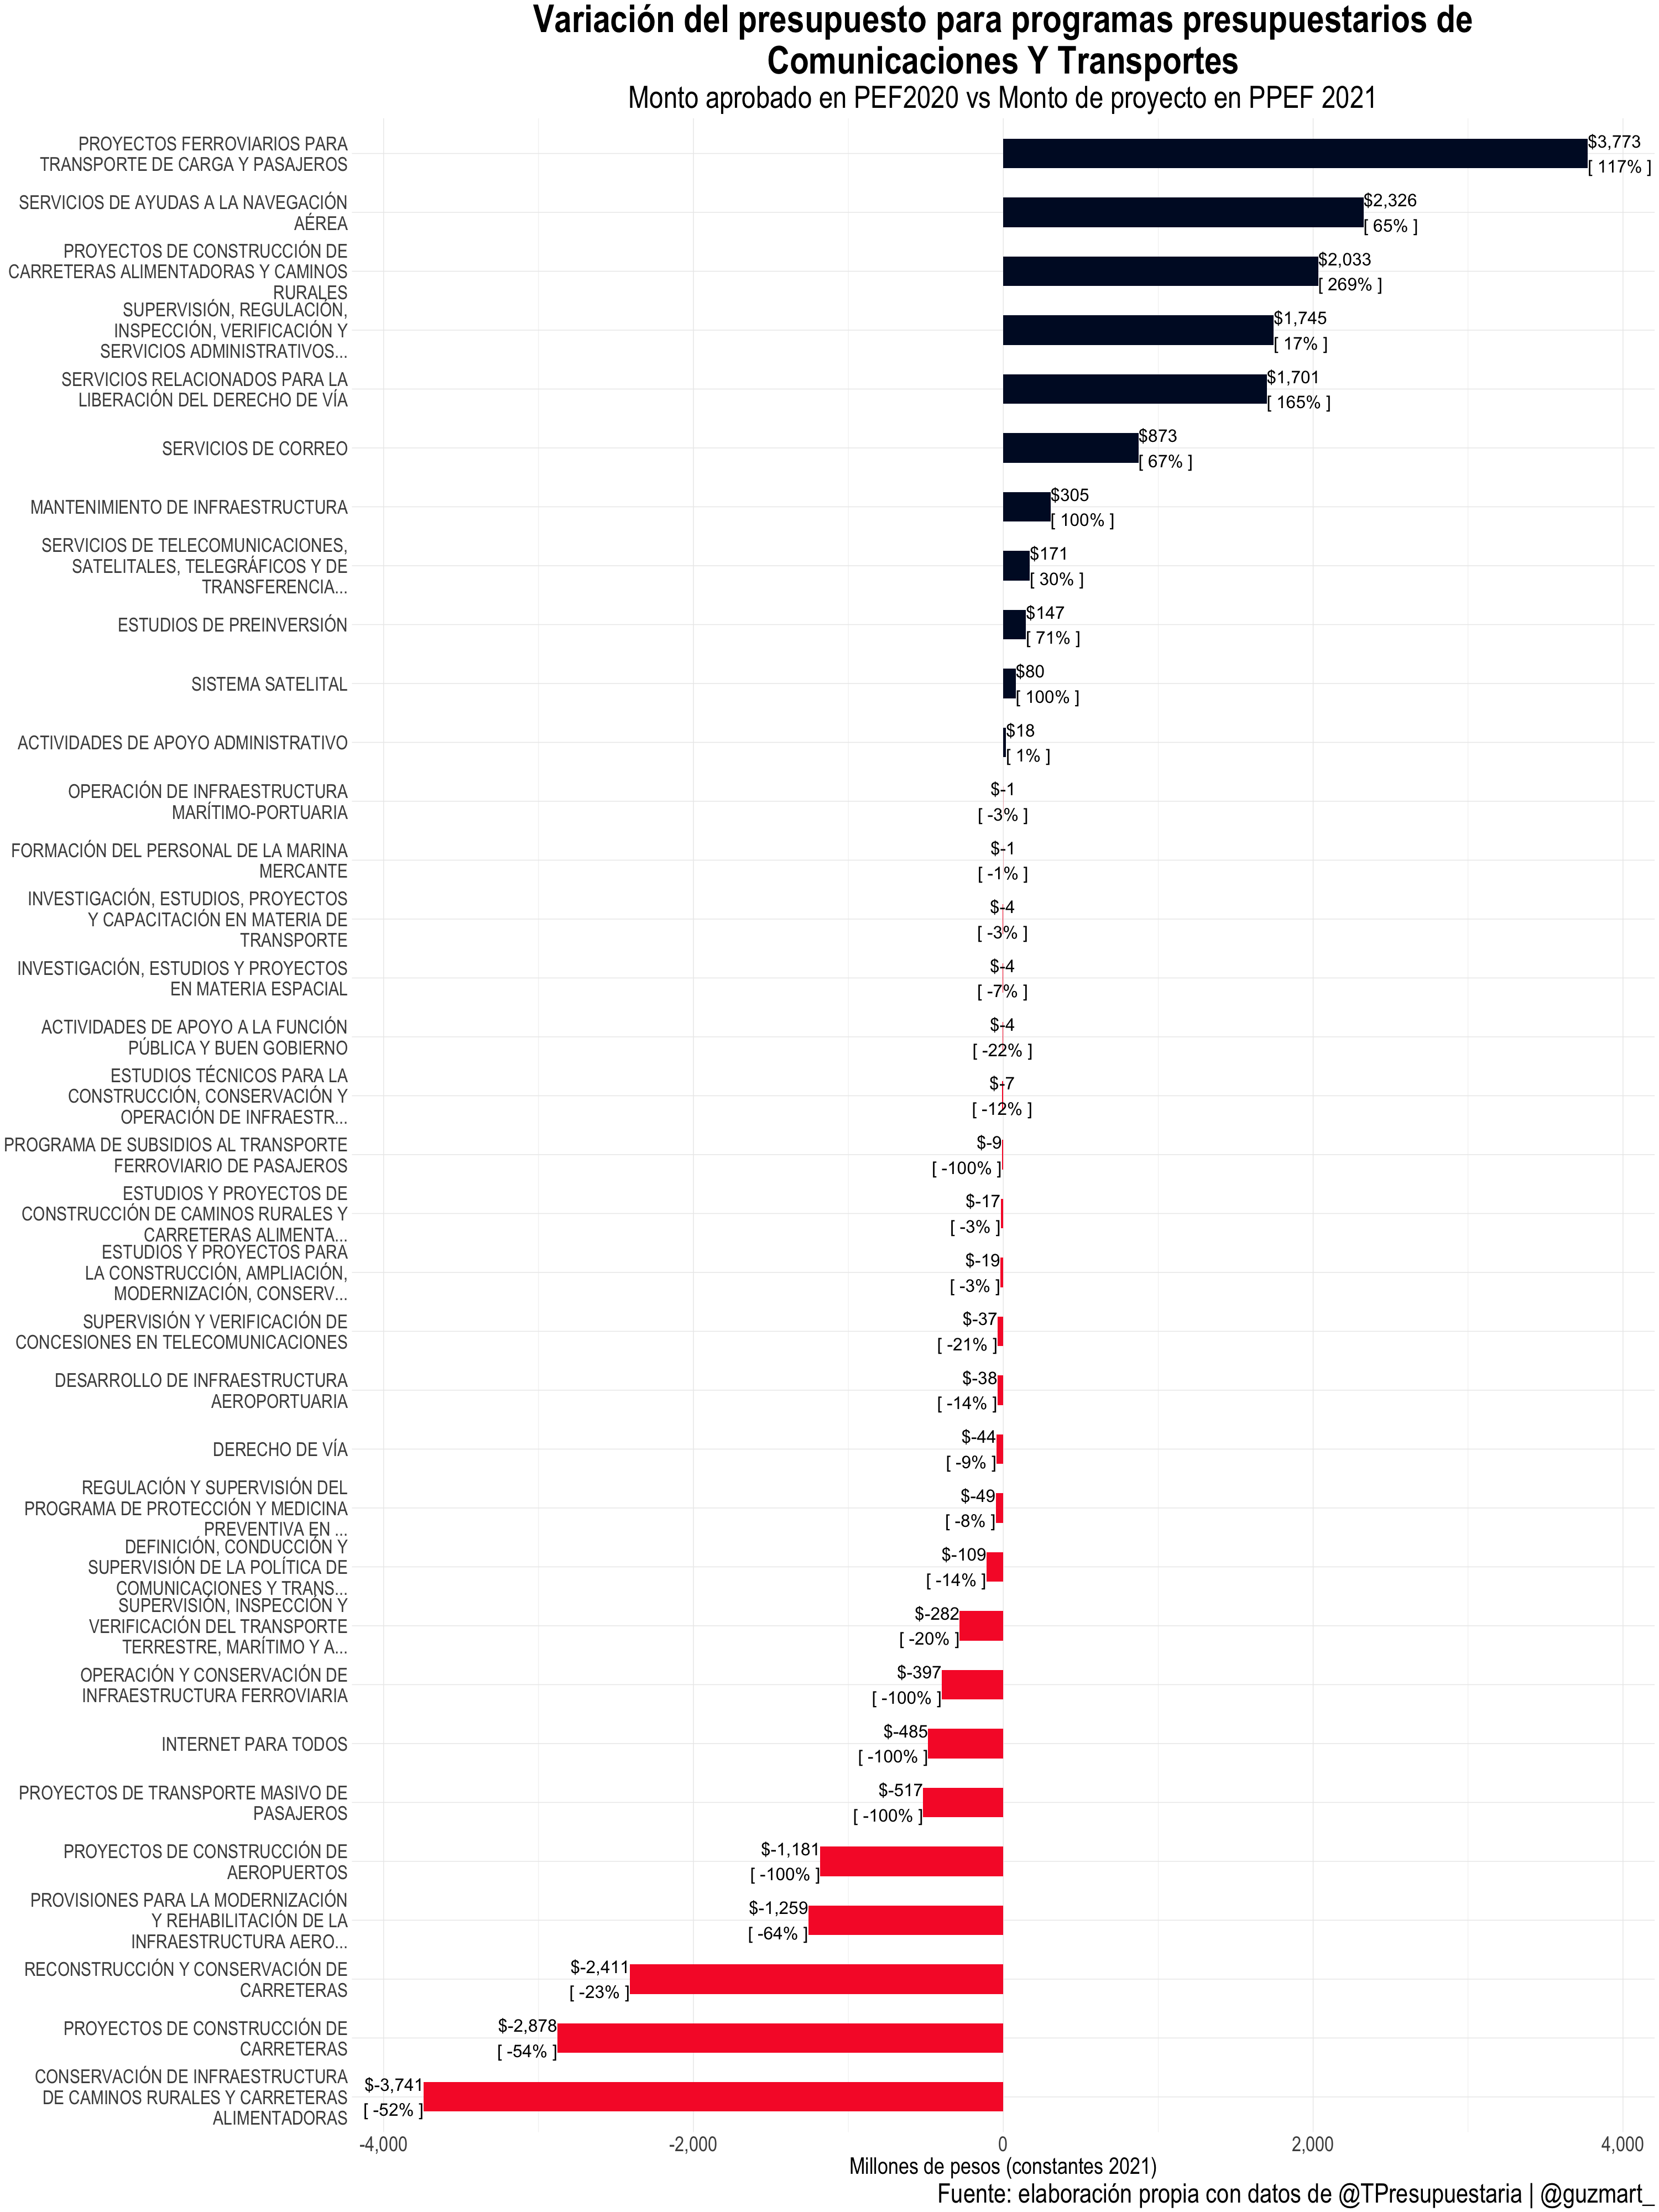 Variación del presupuesto para programas presupuestarios de
Comunicaciones Y Transportes
Monto aprobado en PEF2020 vs Monto de proyecto en PPEF 2021
PROYECTOS FERROVIARIOS PARA
TRANSPORTE DE CARGA Y PASAJEROS
$3,773
[ 117% ]
SERVICIOS DE AYUDAS A LA NAVEGACIÓN
AÉREA
$2,326
[ 65% ]
PROYECTOS DE CONSTRUCCIÓN DE
CARRETERAS ALIMENTADORAS Y CAMINOS
RURALES
$2,033
[ 269% ]
SUPERVISIÓN, REGULACIÓN,
INSPECCIÓN, VERIFICACIÓN Y
SERVICIOS ADMINISTRATIVOS...
$1,745
[ 17% ]
SERVICIOS RELACIONADOS PARA LA
LIBERACIÓN DEL DERECHO DE VÍA
$1,701
[ 165% ]
SERVICIOS DE CORREO
$873
[ 67% ]
MANTENIMIENTO DE INFRAESTRUCTURA
$305
[ 100% ]
SERVICIOS DE TELECOMUNICACIONES,
SATELITALES, TELEGRÁFICOS Y DE
TRANSFERENCIA...
$171
[ 30% ]
ESTUDIOS DE PREINVERSIÓN
$147
[ 71% ]
SISTEMA SATELITAL
$80
[ 100% ]
ACTIVIDADES DE APOYO ADMINISTRATIVO
$18
[ 1% ]
OPERACIÓN DE INFRAESTRUCTURA
MARÍTIMO-PORTUARIA
$-1
[ -3% ]
FORMACIÓN DEL PERSONAL DE LA MARINA
MERCANTE
$-1
[ -1% ]
INVESTIGACIÓN, ESTUDIOS, PROYECTOS
Y CAPACITACIÓN EN MATERIA DE
TRANSPORTE
$-4
[ -3% ]
INVESTIGACIÓN, ESTUDIOS Y PROYECTOS
EN MATERIA ESPACIAL
$-4
[ -7% ]
ACTIVIDADES DE APOYO A LA FUNCIÓN
PÚBLICA Y BUEN GOBIERNO
$-4
[ -22% ]
ESTUDIOS TÉCNICOS PARA LA
CONSTRUCCIÓN, CONSERVACIÓN Y
OPERACIÓN DE INFRAESTR...
$-7
[ -12% ]
PROGRAMA DE SUBSIDIOS AL TRANSPORTE
FERROVIARIO DE PASAJEROS
$-9
[ -100% ]
ESTUDIOS Y PROYECTOS DE
CONSTRUCCIÓN DE CAMINOS RURALES Y
CARRETERAS ALIMENTA...
$-17
[ -3% ]
ESTUDIOS Y PROYECTOS PARA
LA CONSTRUCCIÓN, AMPLIACIÓN,
MODERNIZACIÓN, CONSERV...
$-19
[ -3% ]
SUPERVISIÓN Y VERIFICACIÓN DE
CONCESIONES EN TELECOMUNICACIONES
$-37
[ -21% ]
DESARROLLO DE INFRAESTRUCTURA
AEROPORTUARIA
$-38
[ -14% ]
DERECHO DE VÍA
$-44
[ -9% ]
REGULACIÓN Y SUPERVISIÓN DEL
PROGRAMA DE PROTECCIÓN Y MEDICINA
PREVENTIVA EN ...
$-49
[ -8% ]
DEFINICIÓN, CONDUCCIÓN Y
SUPERVISIÓN DE LA POLÍTICA DE
COMUNICACIONES Y TRANS...
$-109
[ -14% ]
SUPERVISIÓN, INSPECCIÓN Y
VERIFICACIÓN DEL TRANSPORTE
TERRESTRE, MARÍTIMO Y A...
$-282
[ -20% ]
OPERACIÓN Y CONSERVACIÓN DE
INFRAESTRUCTURA FERROVIARIA
$-397
[ -100% ]
INTERNET PARA TODOS
$-485
[ -100% ]
PROYECTOS DE TRANSPORTE MASIVO DE
PASAJEROS
$-517
[ -100% ]
PROYECTOS DE CONSTRUCCIÓN DE
AEROPUERTOS
$-1,181
[ -100% ]
PROVISIONES PARA LA MODERNIZACIÓN
Y REHABILITACIÓN DE LA
INFRAESTRUCTURA AERO...
$-1,259
[ -64% ]
RECONSTRUCCIÓN Y CONSERVACIÓN DE
CARRETERAS
$-2,411
[ -23% ]
PROYECTOS DE CONSTRUCCIÓN DE
CARRETERAS
$-2,878
[ -54% ]
CONSERVACIÓN DE INFRAESTRUCTURA
DE CAMINOS RURALES Y CARRETERAS
ALIMENTADORAS
$-3,741
[ -52% ]
-4,000 -2,000 0 2,000 4,000
Millones de pesos (constantes 2021)
Fuente: elaboración propia con datos de @TPresupuestaria | @guzmart_